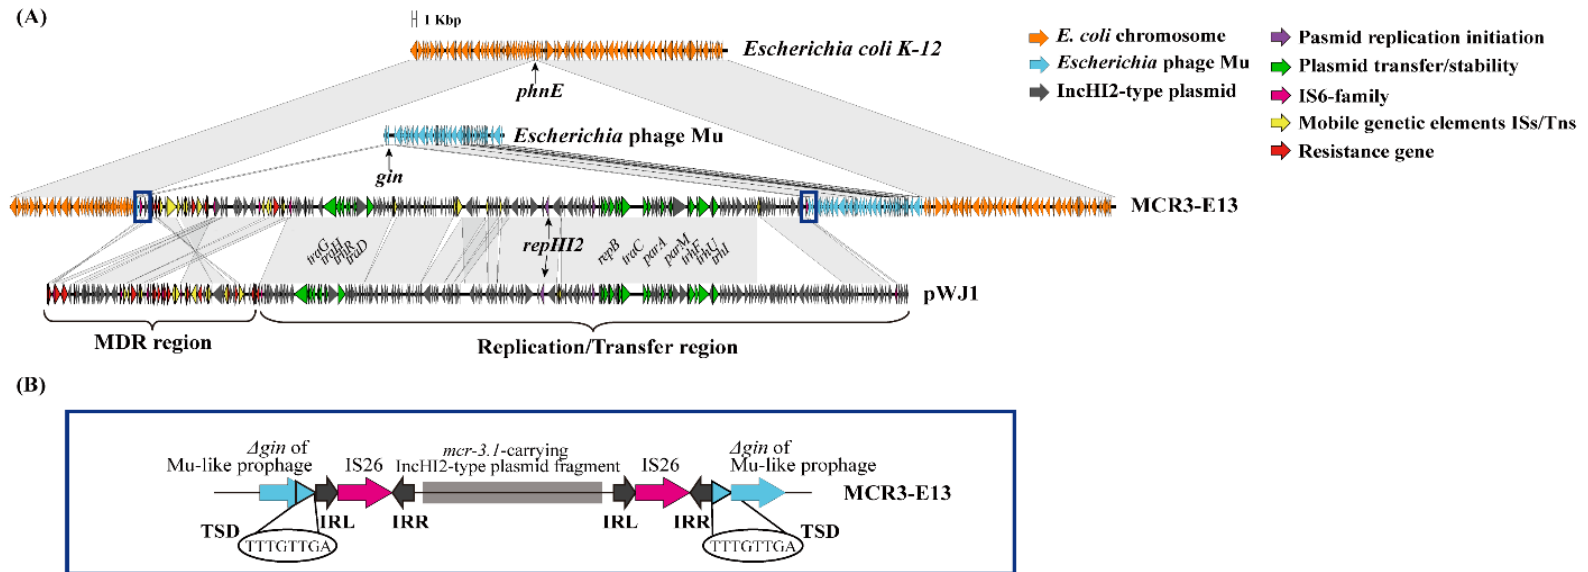 (A)
1 Kbp
Escherichia coli K-12
phnE
E. coli chromosome
Escherichia phage Mu
IncHI2-type plasmid
Pasmid replication initiation
Plasmid transfer/stability
IS6-family
Mobile genetic elements ISs/Tns
Resistance gene
Escherichia phage Mu
gin
MCR3-E13
traG
traH
trhR
traD
repHI2
repB
traC
parA
parM
trhF
trhU
trhI
pWJ1
MDR region
Replication/Transfer region
(B)
Δgin of
Mu-like prophage
IS26
mcr-3.1-carrying
IncHI2-type plasmid fragment
IS26
Δgin of
Mu-like prophage
MCR3-E13
TSD
IRL
IRR
IRL
IRR
TSD
TTTGTTGA
TTTGTTGA